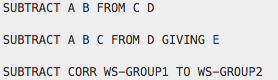 SUBTRACT A B FROM C D
SUBTRACT A B C FROM D GIVING E
SUBTRACT CORR WS-GROUP1 TO WS-GROUP2